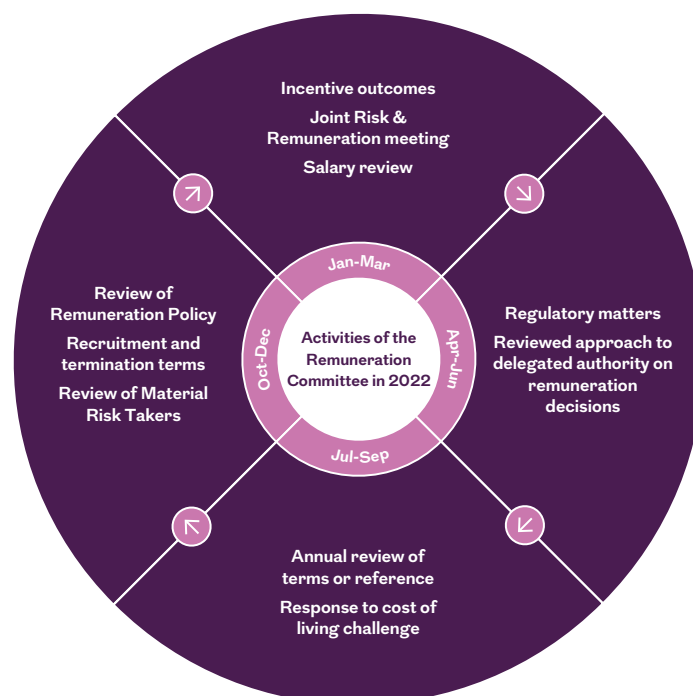 Incentive outcomes
Joint Risk &
Remuneration meeting
Salary review
Jan-Mar
Regulatory matters
Reviewed approach to
delegated authority on
remuneration
decisions
Apr-Jun
Annual review of
terms or reference
Response to cost of
living challenge
Jul-Sep
Review of
Remuneration Policy
Recruitment and
termination terms
Review of Material
Risk Takers
Oct-Dec
Activities of the
Remuneration
Committee in 2022